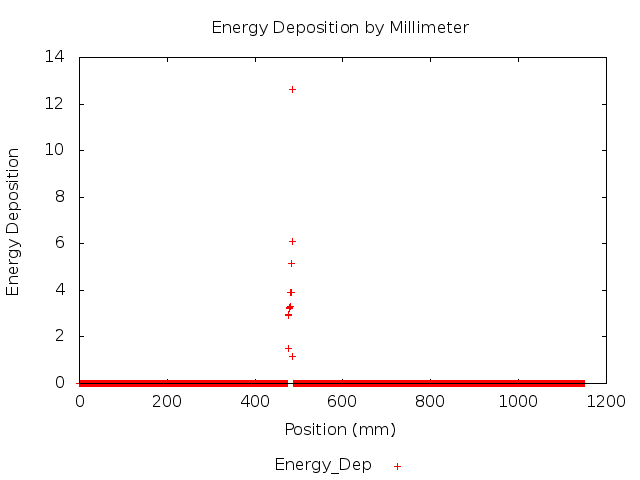 Energy Deposition by Millimeter
14
12
10
8
6
4
2
0
Energy Deposition
0 200 400 600 800 1000 1200
Position (mm)
Energy_Dep